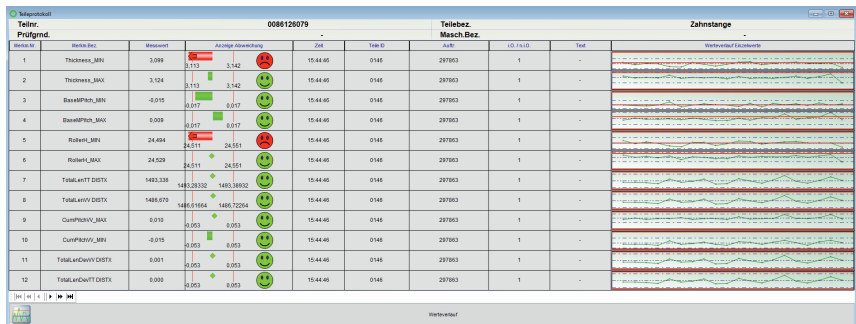 Teileprotokoll
Teilnr. 0086126079 Teilebez. Zahnstange
Prüfgrnd. - Masch.Bez. -
Merkm.Nr. Merkm.Bez. Messwert Anzeige Abweichung Zeit Teile ID Auftr. i.O. / n.i.O. Text Werteverlauf Einzelwerte
1 Thickness_MIN 3,099 3,113 3,142 15:44:46 0146 297863 1 -
2 Thickness_MAX 3,124 3,113 3,142 15:44:46 0146 297863 1 -
3 BaseMPitch_MIN -0,015 -0,017 0,017 15:44:46 0146 297863 1 -
4 BaseMPitch_MAX 0,009 -0,017 0,017 15:44:46 0146 297863 1 -
5 RollerH_MIN 24,494 24,511 24,551 15:44:46 0146 297863 1 -
6 RollerH_MAX 24,529 24,511 24,551 15:44:46 0146 297863 1 -
7 TotalLenTT DISTX 1493,336 1493,28332 1493,38932 15:44:46 0146 297863 1 -
8 TotalLenVV DISTX 1486,670 1486,61664 1486,72264 15:44:46 0146 297863 1 -
9 CumPitchVV_MAX 0,010 -0,053 0,053 15:44:46 0146 297863 1 -
10 CumPitchVV_MIN -0,015 -0,053 0,053 15:44:46 0146 297863 1 -
11 TotalLenDevVV DISTX 0,001 -0,053 0,053 15:44:46 0146 297863 1 -
12 TotalLenDevTT DISTX 0,000 -0,053 0,053 15:44:46 0146 297863 1 -
Werteverlauf